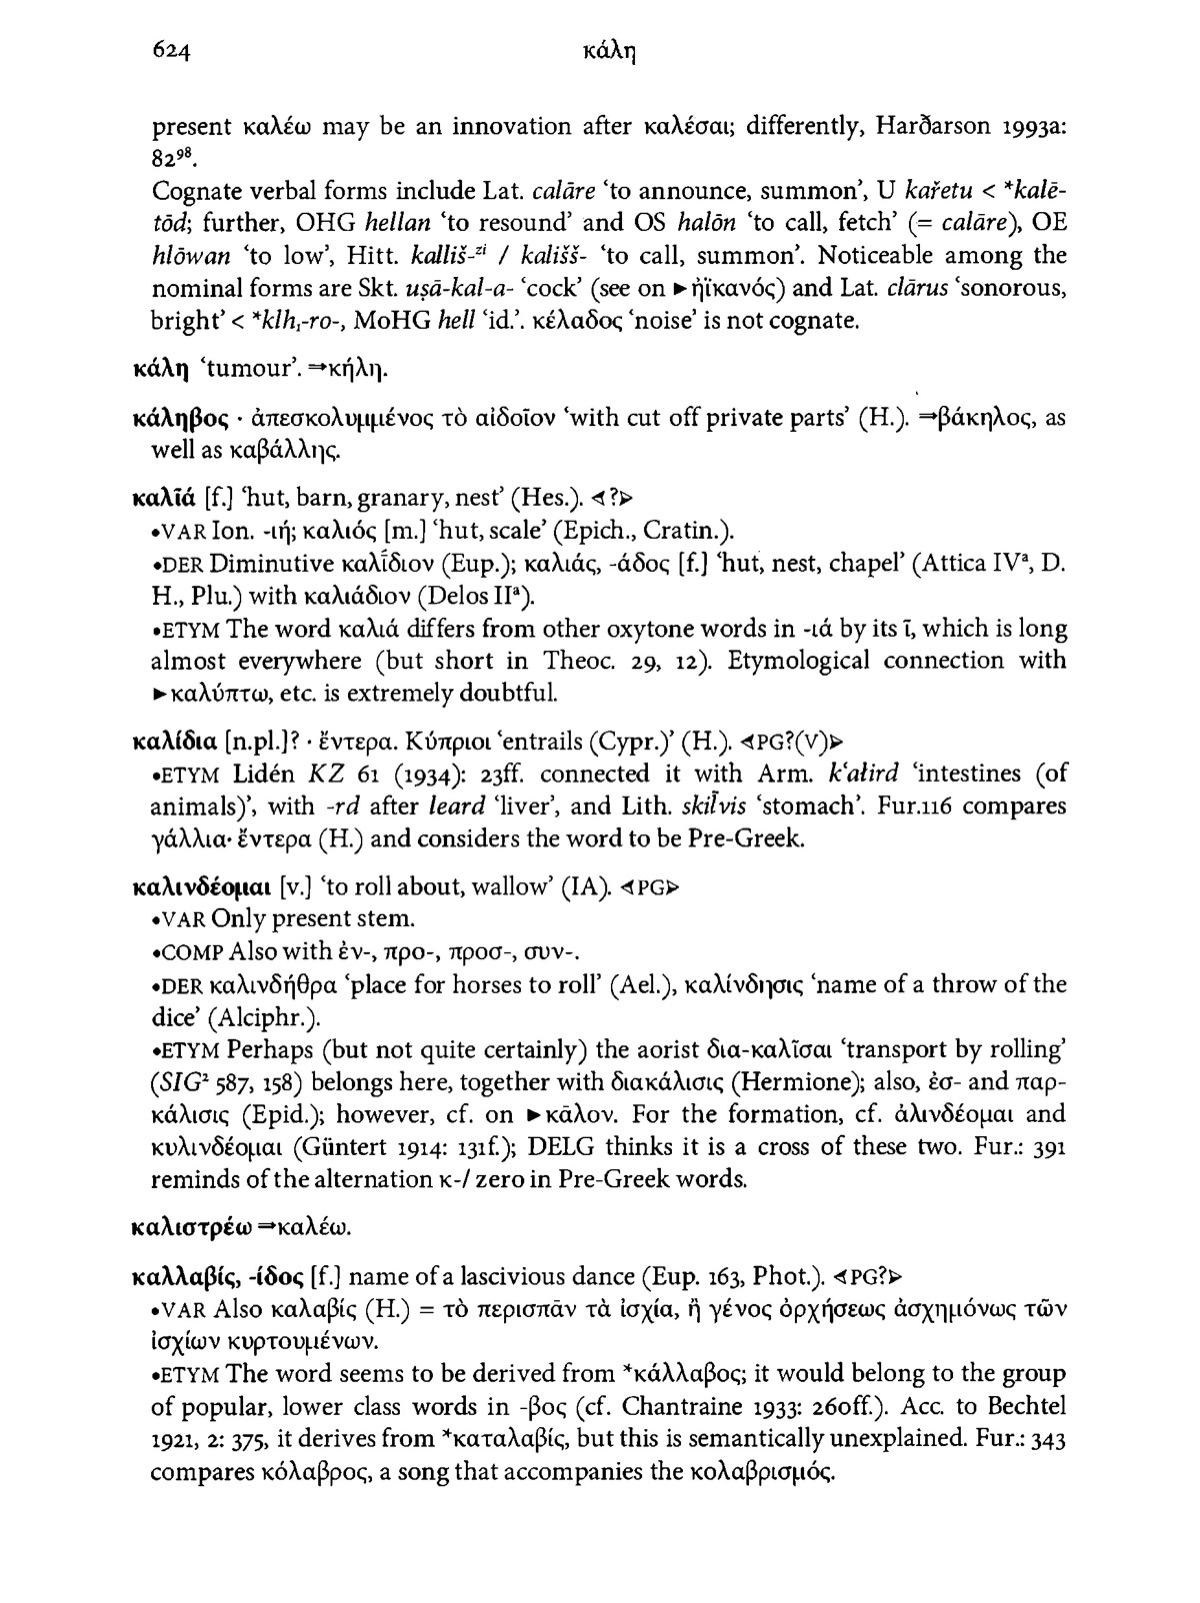 624
κάλη
present καλέω may be an innovation after καλέσαι; differently, Harðarson 1993a:
82⁹⁸.
Cognate verbal forms include Lat. calāre ‘to announce, summon’, U kařetu < *kalē-
tōd; further, OHG hellan ‘to resound’ and OS halōn ‘to call, fetch’ (= calāre), OE
hlōwan ‘to low’, Hitt. kalliš-ᶻⁱ / kališš- ‘to call, summon’. Noticeable among the
nominal forms are Skt. uṣā-kal-a- ‘cock’ (see on ►ἠϊκανός) and Lat. clārus ‘sonorous,
bright’ < *klh₁-ro-, MoHG hell ‘id.’. κέλαδος ‘noise’ is not cognate.
κάλη ‘tumour’. ⇒κήλη.
κάληβος · ἀπεσκολυμμένος τὸ αἰδοῖον ‘with cut off private parts’ (H.). ⇒βάκηλος, as
well as καβάλλης.
καλῑά [f.] ‘hut, barn, granary, nest’ (Hes.). ◁?▷
•VAR Ion. -ιή; καλιός [m.] ‘hut, scale’ (Epich., Cratin.).
•DER Diminutive καλῑ́διον (Eup.); καλιάς, -άδος [f.] ‘hut, nest, chapel’ (Attica IVᵃ, D.
H., Plu.) with καλιάδιον (Delos IIᵃ).
•ETYM The word καλιά differs from other oxytone words in -ιά by its ῑ, which is long
almost everywhere (but short in Theoc. 29, 12). Etymological connection with
►καλύπτω, etc. is extremely doubtful.
καλίδια [n.pl.]? · ἔντερα. Κύπριοι ‘entrails (Cypr.)’ (H.). ◁PG?(V)▷
•ETYM Lidén KZ 61 (1934): 23ff. connected it with Arm. kʿałird ‘intestines (of
animals)’, with -rd after leard ‘liver’, and Lith. skil̃vis ‘stomach’. Fur.116 compares
γάλλια· ἔντερα (H.) and considers the word to be Pre-Greek.
καλινδέομαι [v.] ‘to roll about, wallow’ (IA). ◁PG▷
•VAR Only present stem.
•COMP Also with ἐν-, προ-, προσ-, συν-.
•DER καλινδήθρα ‘place for horses to roll’ (Ael.), καλίνδησις ‘name of a throw of the
dice’ (Alciphr.).
•ETYM Perhaps (but not quite certainly) the aorist δια-καλῖσαι ‘transport by rolling’
(SIG² 587, 158) belongs here, together with διακάλισις (Hermione); also, ἐσ- and παρ-
κάλισις (Epid.); however, cf. on ►κᾶλον. For the formation, cf. ἀλινδέομαι and
κυλινδέομαι (Güntert 1914: 131f.); DELG thinks it is a cross of these two. Fur.: 391
reminds of the alternation κ-/ zero in Pre-Greek words.
καλιστρέω ⇒καλέω.
καλλαβίς, -ίδος [f.] name of a lascivious dance (Eup. 163, Phot.). ◁PG?▷
•VAR Also καλαβίς (H.) = τὸ περισπᾶν τὰ ἰσχία, ἢ γένος ὀρχήσεως ἀσχημόνως τῶν
ἰσχίων κυρτουμένων.
•ETYM The word seems to be derived from *κάλλαβος; it would belong to the group
of popular, lower class words in -βος (cf. Chantraine 1933: 260ff.). Acc. to Bechtel
1921, 2: 375, it derives from *καταλαβίς, but this is semantically unexplained. Fur.: 343
compares κόλαβρος, a song that accompanies the κολαβρισμός.